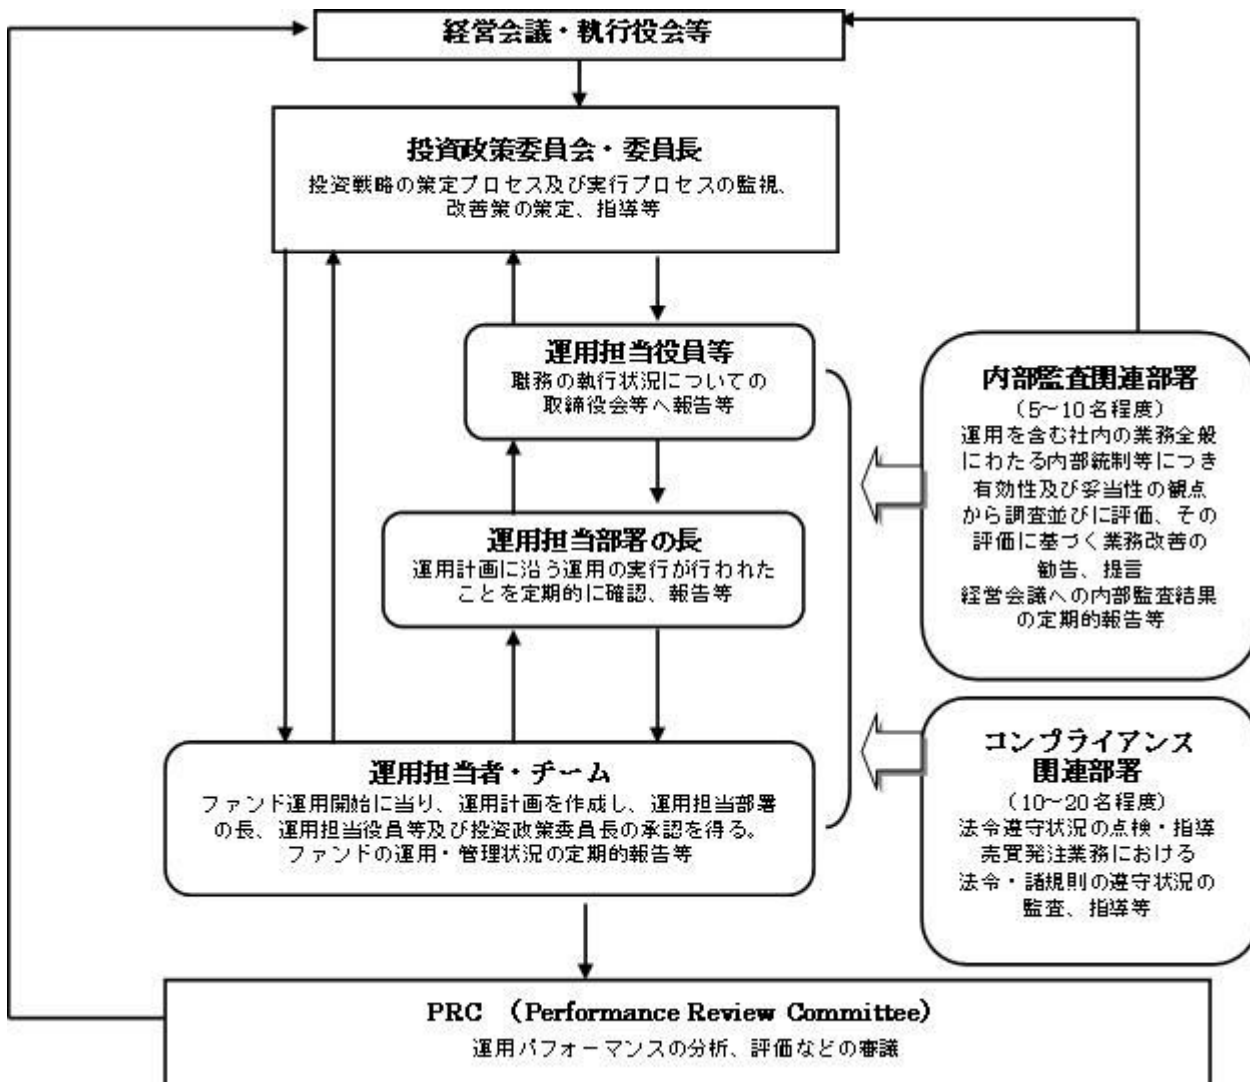 経営会議・執行役会等
投資政策委員会・委員長
投資戦略の策定プロセス及び実行プロセスの監視、
改善策の策定、指導等
運用担当役員等
職務の執行状況についての
取締役会等へ報告等
運用担当部署の長
運用計画に沿う運用の実行が行われた
ことを定期的に確認、報告等
運用担当者・チーム
ファンド運用開始に当り、運用計画を作成し、運用担当部署
の長、運用担当役員等及び投資政策委員長の承認を得る。
ファンドの運用・管理状況の定期的報告等
内部監査関連部署
（5～10名程度）
運用を含む社内の業務全般
にわたる内部統制等につき
有効性及び妥当性の観点
から調査並びに評価、その
評価に基づく業務改善の
勧告、提言
経営会議への内部監査結果
の定期的報告等
コンプライアンス
関連部署
（10～20名程度）
法令遵守状況の点検・指導
売買発注業務における
法令・諸規則の遵守状況の
監査、指導等
PRC （Performance Review Committee）
運用パフォーマンスの分析、評価などの審議